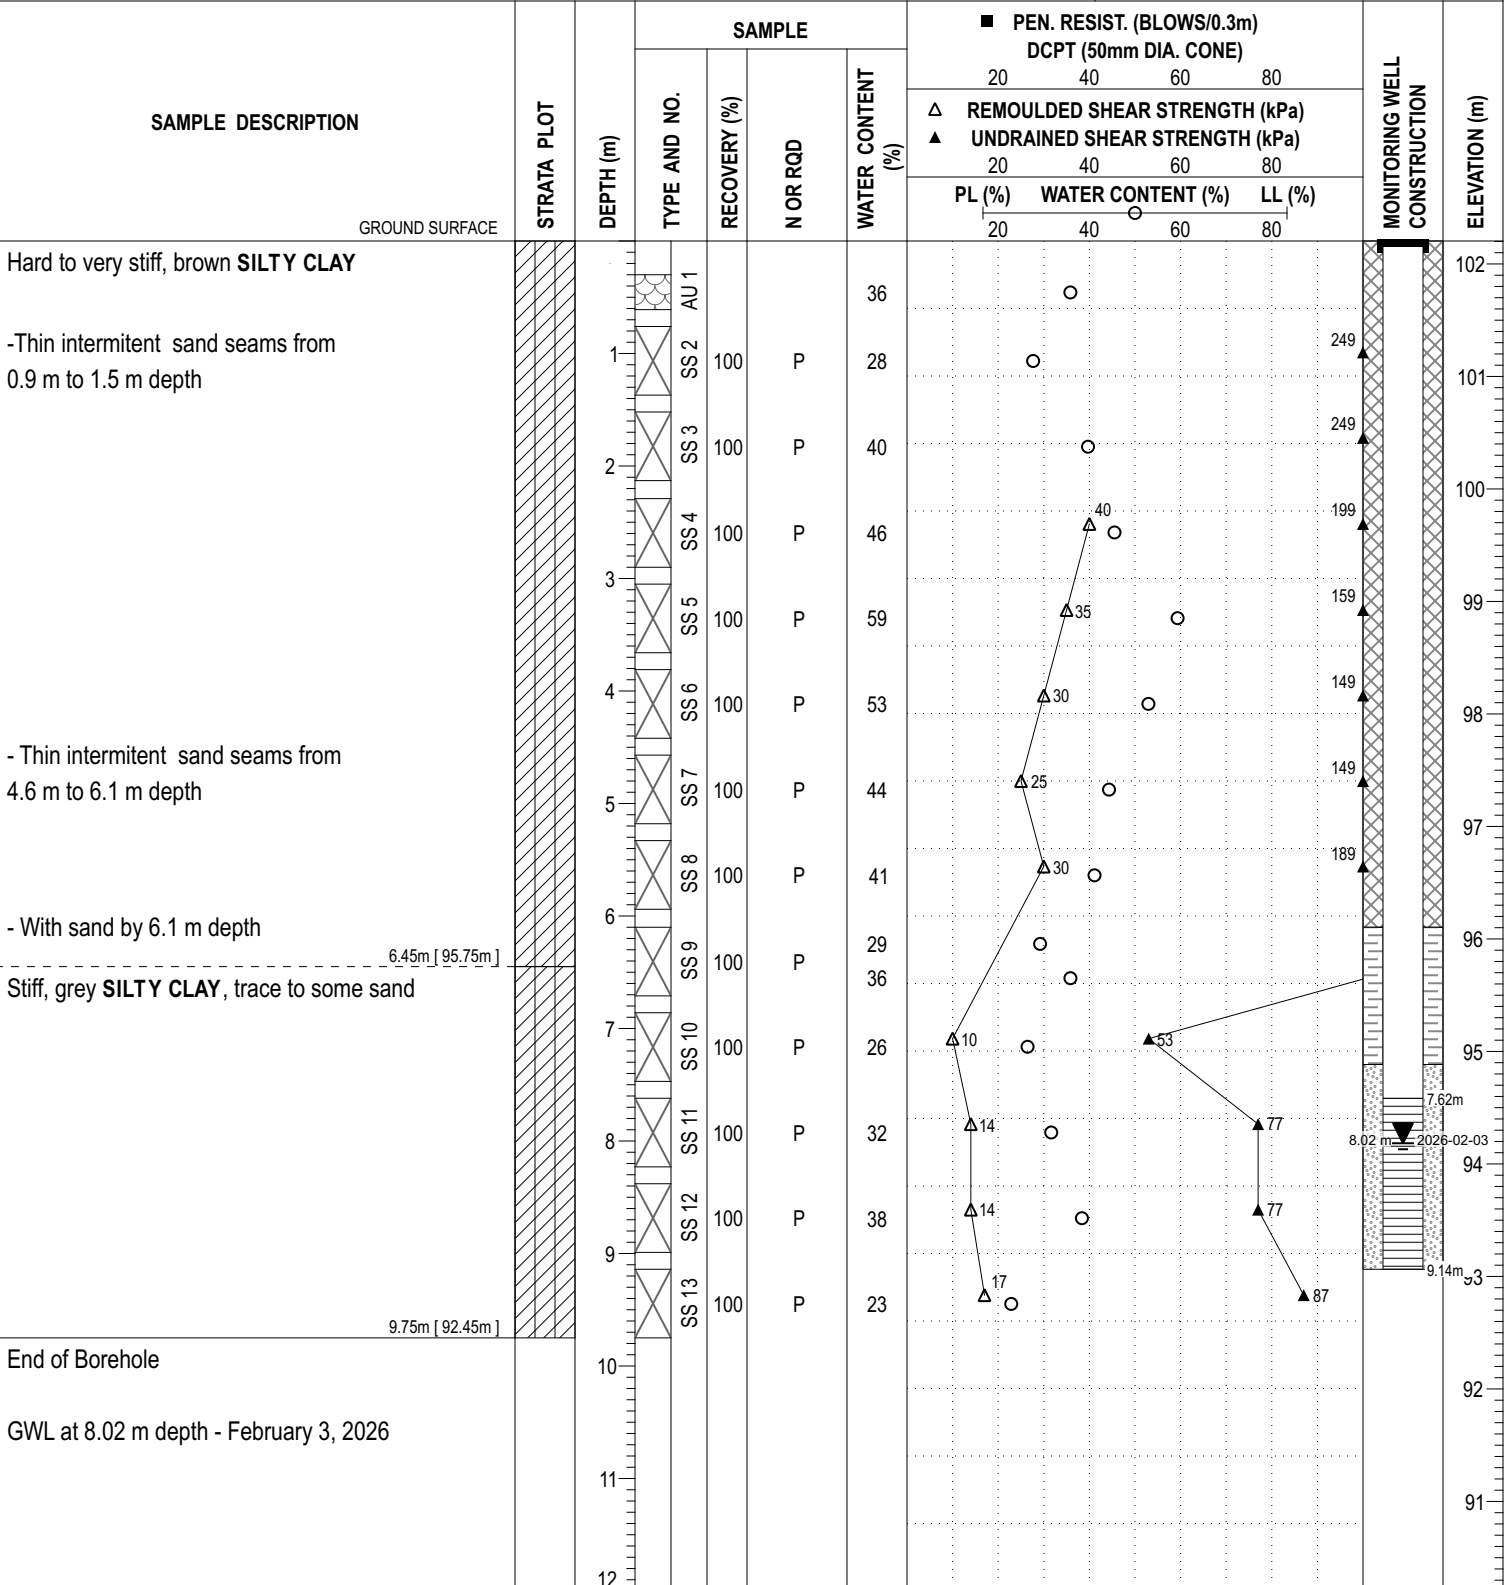 SAMPLE DESCRIPTION
GROUND SURFACE
STRATA PLOT
DEPTH (m)
SAMPLE
TYPE AND NO.
RECOVERY (%)
N OR RQD
WATER CONTENT
(%)
■ PEN. RESIST. (BLOWS/0.3m)
DCPT (50mm DIA. CONE)
20 40 60 80
△ REMOULDED SHEAR STRENGTH (kPa)
▲ UNDRAINED SHEAR STRENGTH (kPa)
20 40 60 80
PL (%) WATER CONTENT (%) LL (%)
20 40 60 80
MONITORING WELL
CONSTRUCTION
ELEVATION (m)
Hard to very stiff, brown SILTY CLAY
102
AU 1 36
-Thin intermitent sand seams from
0.9 m to 1.5 m depth
249
1 SS 2 100 P 28
101
249
SS 3 100 P 40
2
100
40 199
SS 4 100 P 46
3
99
159
35
SS 5 100 P 59
149
4 30
SS 6 100 P 53
98
- Thin intermitent sand seams from
4.6 m to 6.1 m depth
149
25
SS 7 100 P 44
5
97
189
30
SS 8 100 P 41
6
- With sand by 6.1 m depth
96
29
6.45m [ 95.75m ]
SS 9 100 P
36
Stiff, grey SILTY CLAY, trace to some sand
7
10 53
SS 10 100 P 26
95
7.62m
14 77
SS 11 100 P 32
8
8.02 m 2026-02-03
94
14 77
SS 12 100 P 38
9
9.14m
93
17 87
SS 13 100 P 23
9.75m [ 92.45m ]
End of Borehole
10
92
GWL at 8.02 m depth - February 3, 2026
11
91
12